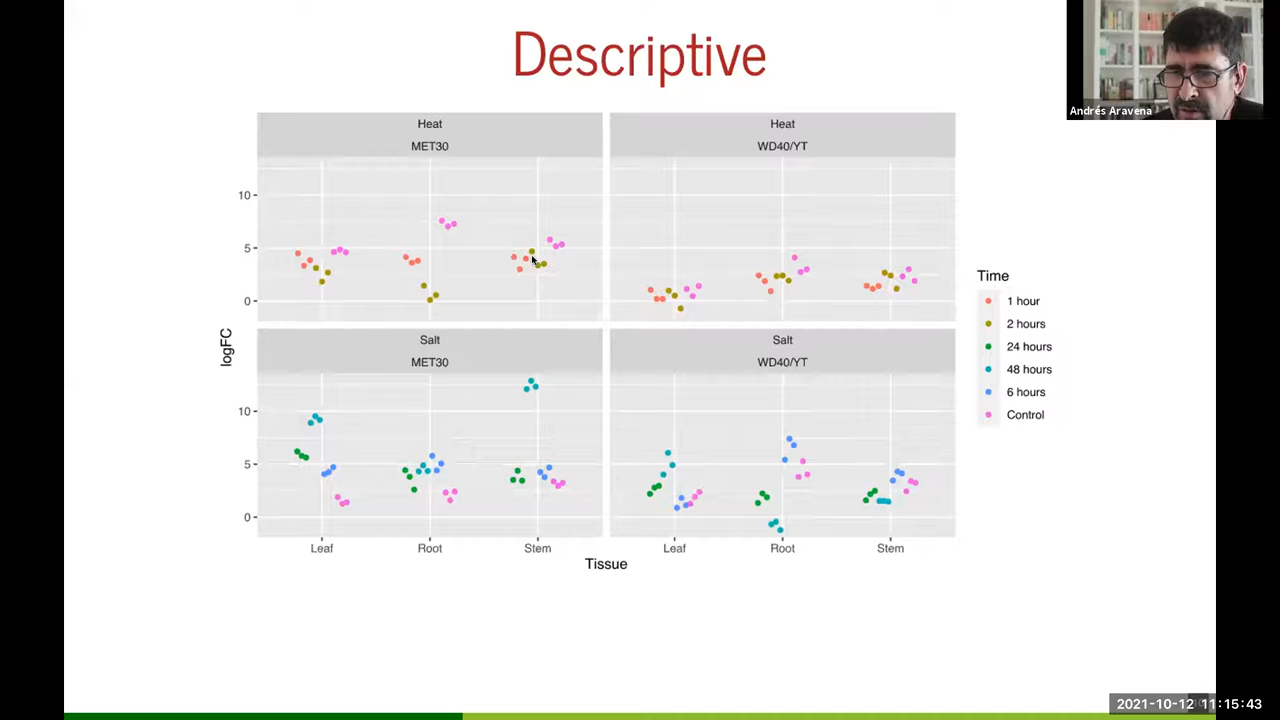 Descriptive
Andrés Aravena
Heat
MET30
Heat
WD40/YT
10
5
0
Salt
MET30
Salt
WD40/YT
10
5
0
logFC
Leaf
Root
Stem
Leaf
Root
Stem
Tissue
Time
1 hour
2 hours
24 hours
48 hours
6 hours
Control
2021-10-12 11:15:43